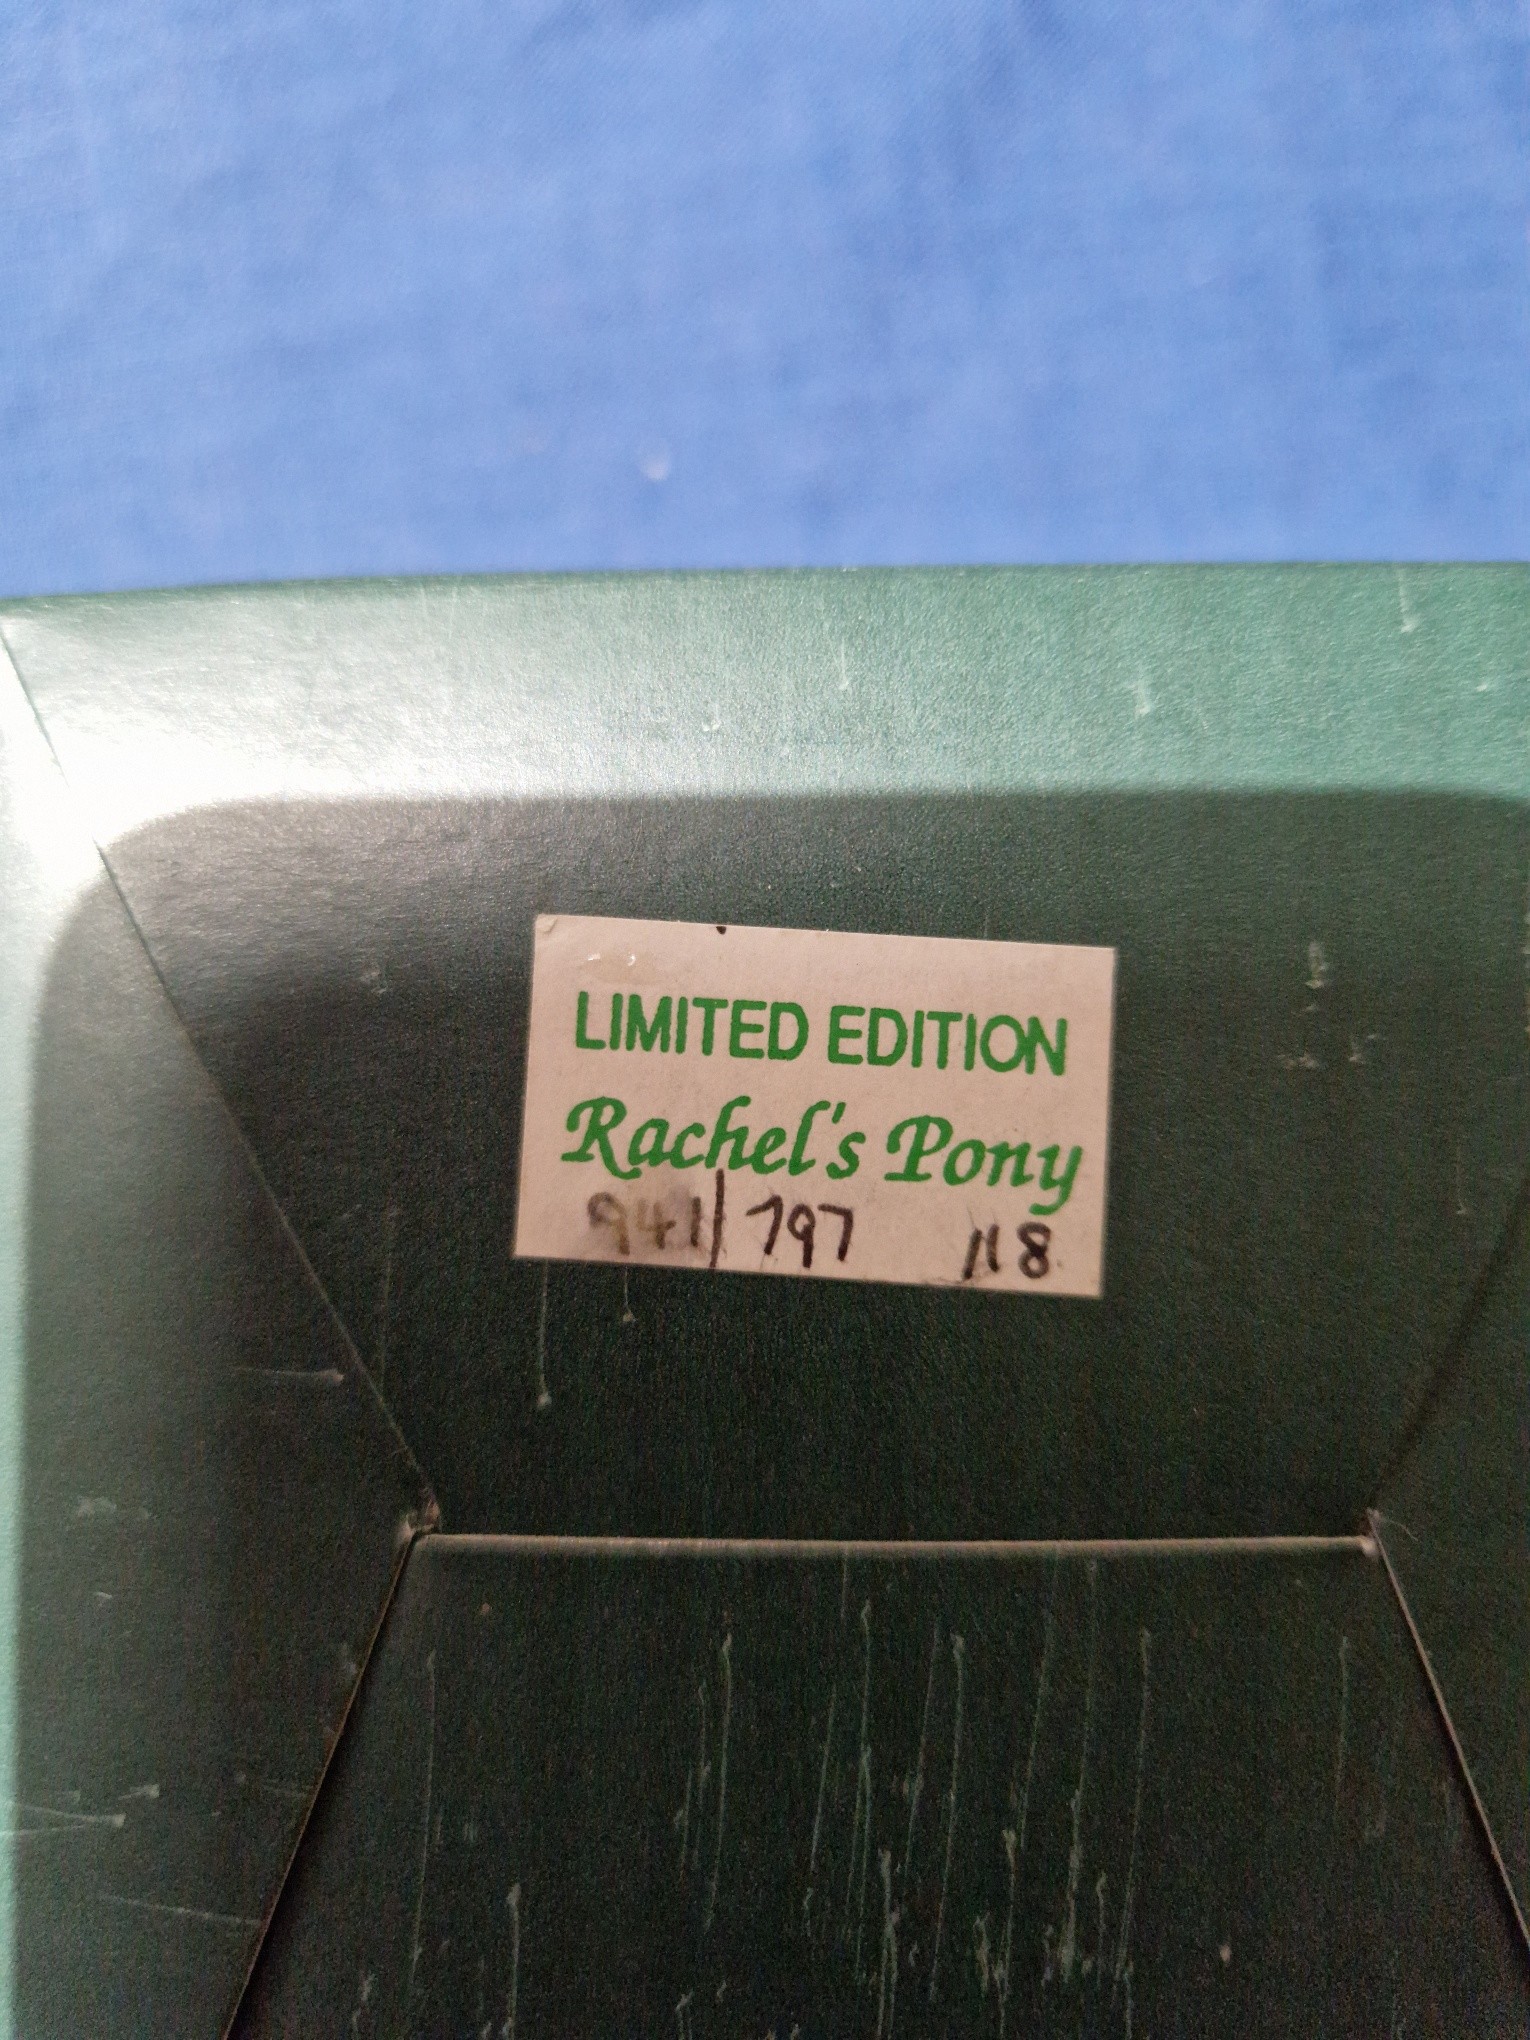 LIMITED EDITION
Rachel's Pony
941/797 118